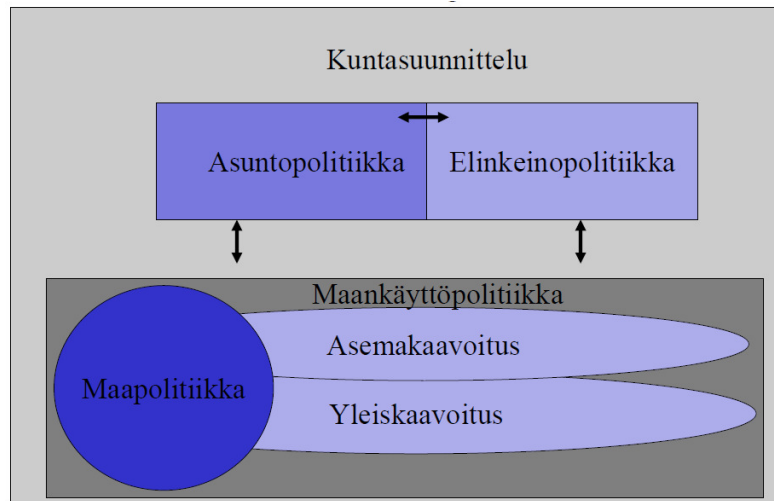 Kuntasuunnittelu
Asuntopolitiikka
Elinkeinopolitiikka
Maankäyttöpolitiikka
Asemakaavoitus
Maapolitiikka
Yleiskaavoitus